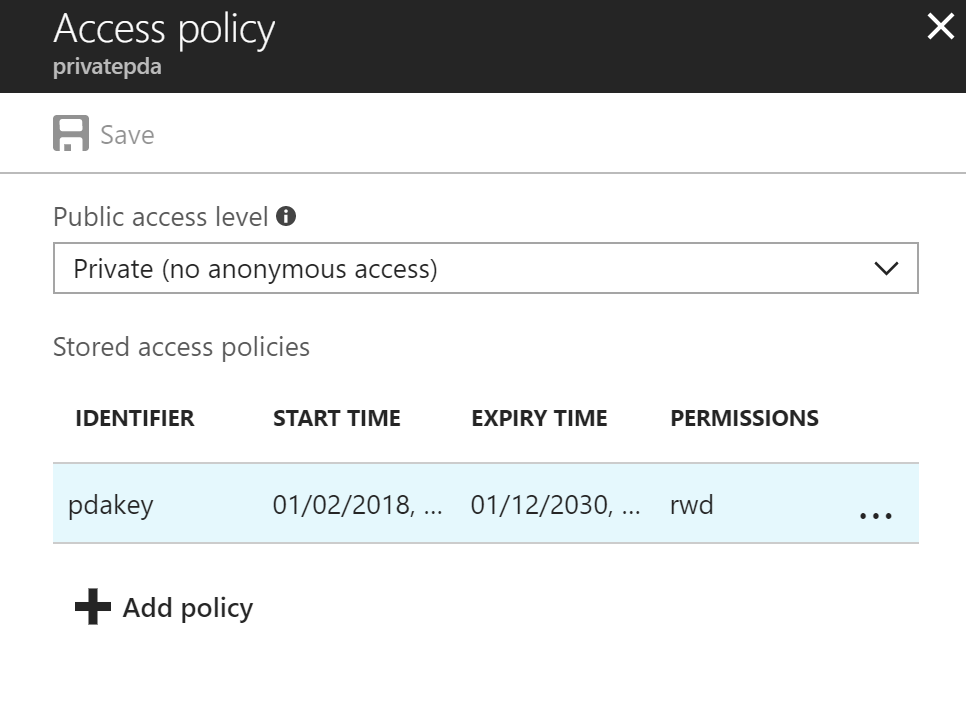 Access policy
privatepda
Save
Public access level
Private (no anonymous access)
Stored access policies
IDENTIFIER START TIME EXPIRY TIME PERMISSIONS
pdakey 01/02/2018, ... 01/12/2030, ... rwd ...
Add policy